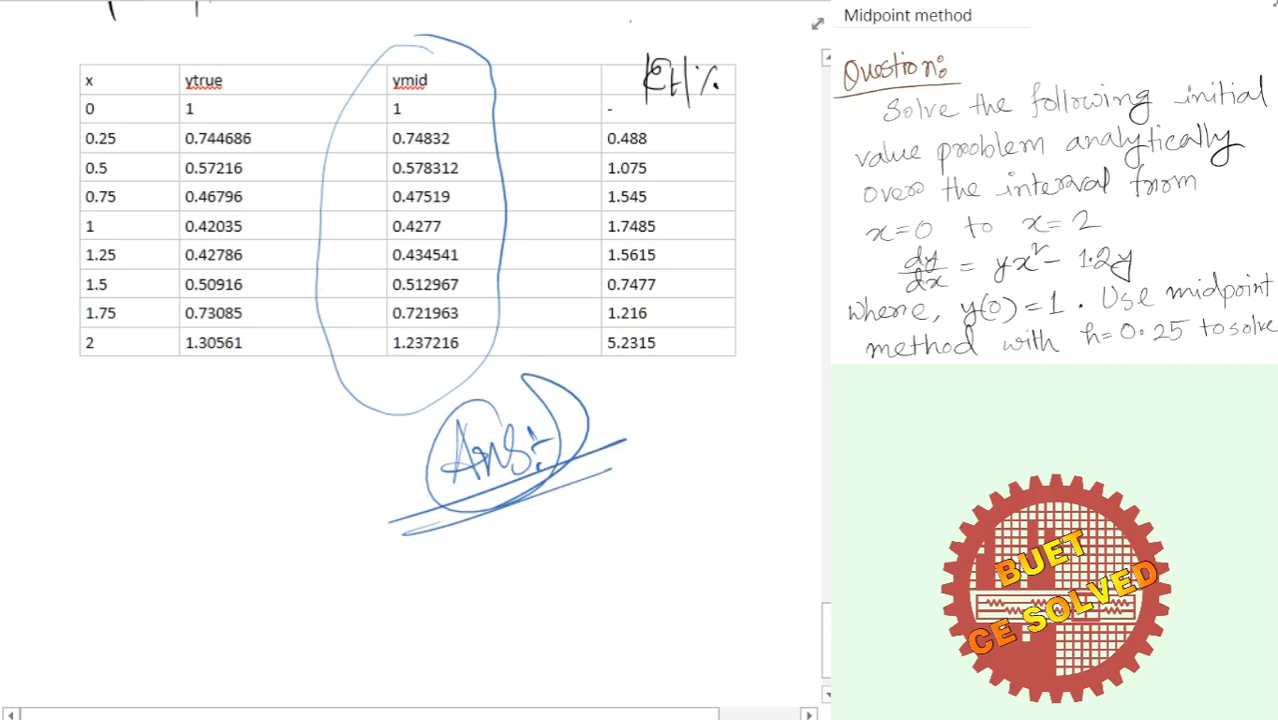 x ytrue ymid |Et|%
0 1 1 -
0.25 0.744686 0.74832 0.488
0.5 0.57216 0.578312 1.075
0.75 0.46796 0.47519 1.545
1 0.42035 0.4277 1.7485
1.25 0.42786 0.434541 1.5615
1.5 0.50916 0.512967 0.7477
1.75 0.73085 0.721963 1.216
2 1.30561 1.237216 5.2315
Ans:-
Midpoint method
Question:
Solve the following initial
value problem analytically
over the interval from
x=0 to x=2
dy/dx = yx² - 1.2y
where, y(0)=1. Use midpoint
method with h=0.25 to solve
BUET
CE SOLVED